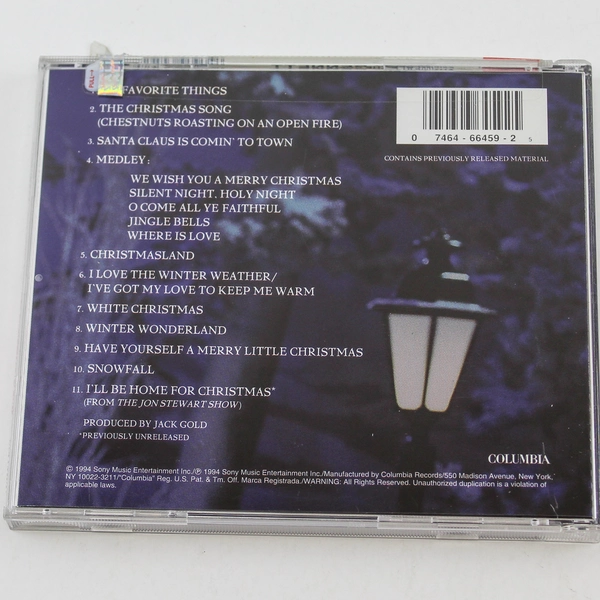 PULL
FAVORITE THINGS
2. THE CHRISTMAS SONG
(CHESTNUTS ROASTING ON AN OPEN FIRE)
3. SANTA CLAUS IS COMIN' TO TOWN
4. MEDLEY:
WE WISH YOU A MERRY CHRISTMAS
SILENT NIGHT, HOLY NIGHT
O COME ALL YE FAITHFUL
JINGLE BELLS
WHERE IS LOVE
5. CHRISTMASLAND
6. I LOVE THE WINTER WEATHER/
I'VE GOT MY LOVE TO KEEP ME WARM
7. WHITE CHRISTMAS
8. WINTER WONDERLAND
9. HAVE YOURSELF A MERRY LITTLE CHRISTMAS
10. SNOWFALL
11. I'LL BE HOME FOR CHRISTMAS*
(FROM THE JON STEWART SHOW)
PRODUCED BY JACK GOLD
*PREVIOUSLY UNRELEASED
0 7464-66459-2 5
CONTAINS PREVIOUSLY RELEASED MATERIAL
COLUMBIA
© 1994 Sony Music Entertainment Inc./℗ 1994 Sony Music Entertainment Inc./Manufactured by Columbia Records/550 Madison Avenue, New York,
NY 10022-3211/"Columbia" Reg. U.S. Pat. & Tm. Off. Marca Registrada./WARNING: All Rights Reserved. Unauthorized duplication is a violation of
applicable laws.